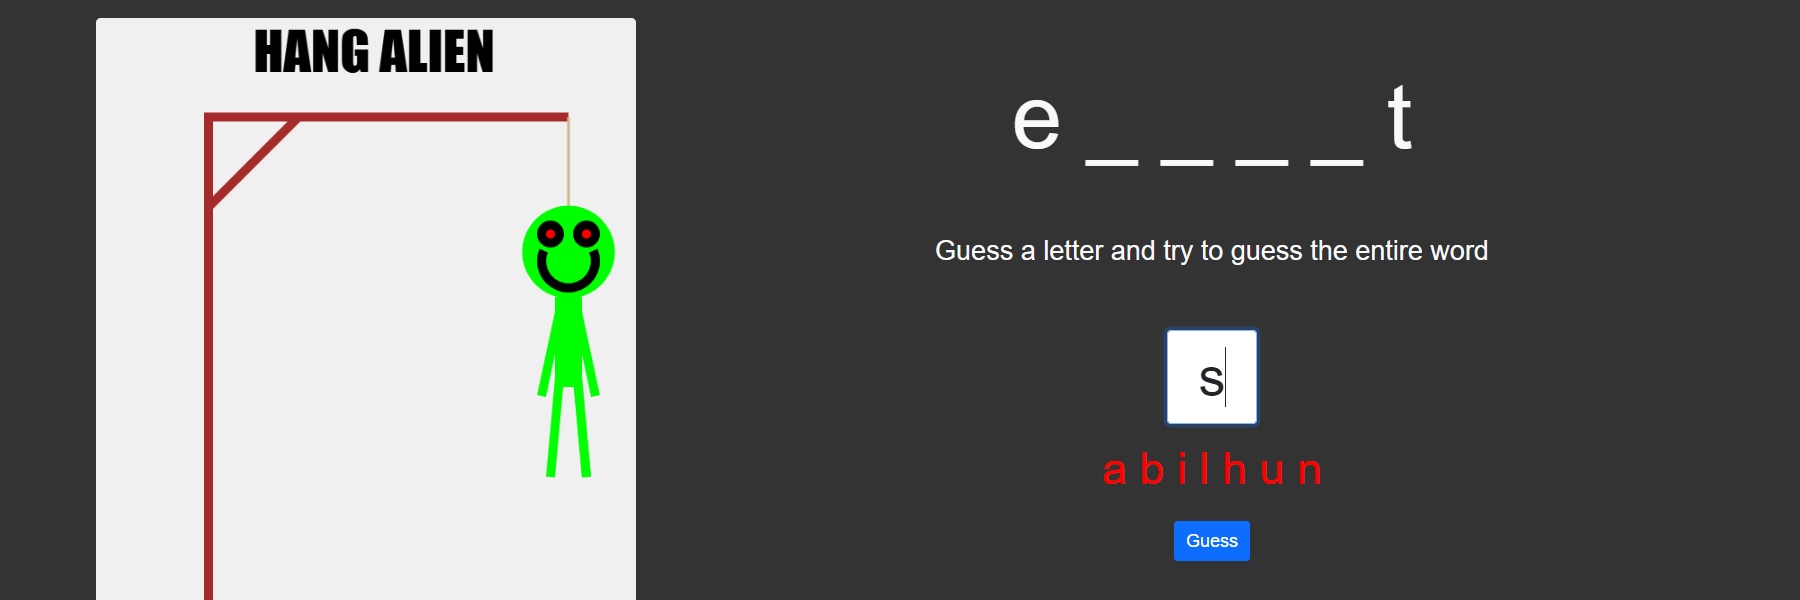 HANG ALIEN
e _ _ _ _ t
Guess a letter and try to guess the entire word
s
a b i l h u n
Guess